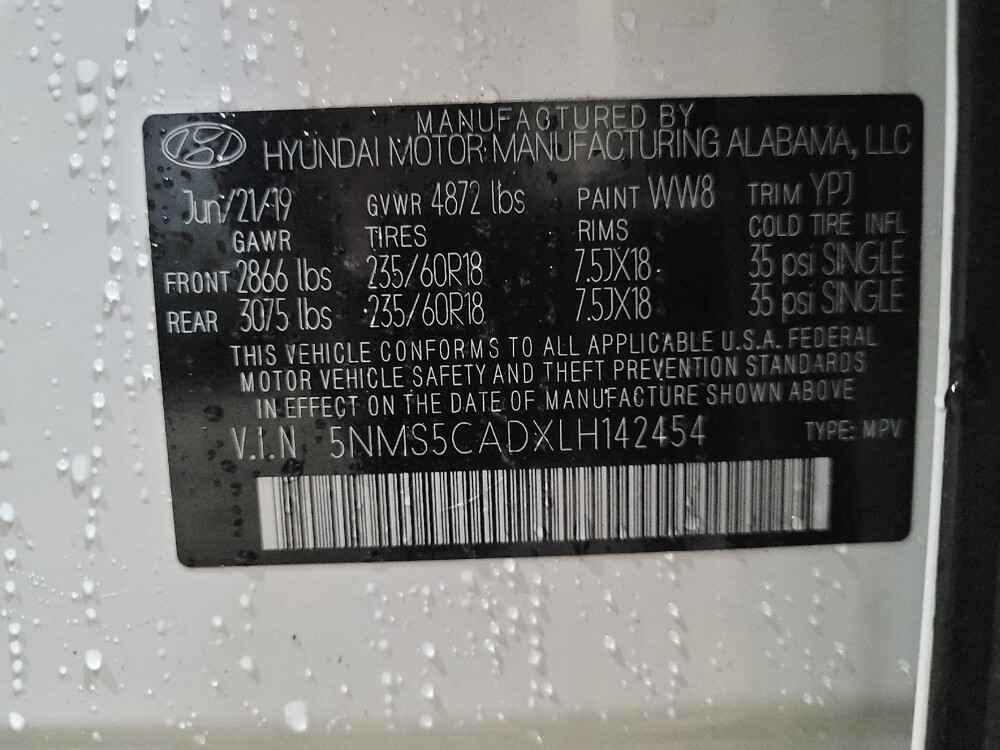 MANUFACTURED BY
HYUNDAI MOTOR MANUFACTURING ALABAMA, LLC
Jun/21/19 GVWR 4872 lbs PAINT WW8 TRIM YPJ
GAWR TIRES RIMS COLD TIRE INFL
FRONT 2866 lbs 235/60R18 7.5JX18 35 psi SINGLE
REAR 3075 lbs 235/60R18 7.5JX18 35 psi SINGLE
THIS VEHICLE CONFORMS TO ALL APPLICABLE U.S.A. FEDERAL
MOTOR VEHICLE SAFETY AND THEFT PREVENTION STANDARDS
IN EFFECT ON THE DATE OF MANUFACTURE SHOWN ABOVE
V.I.N 5NMS5CADXLH142454 TYPE: MPV